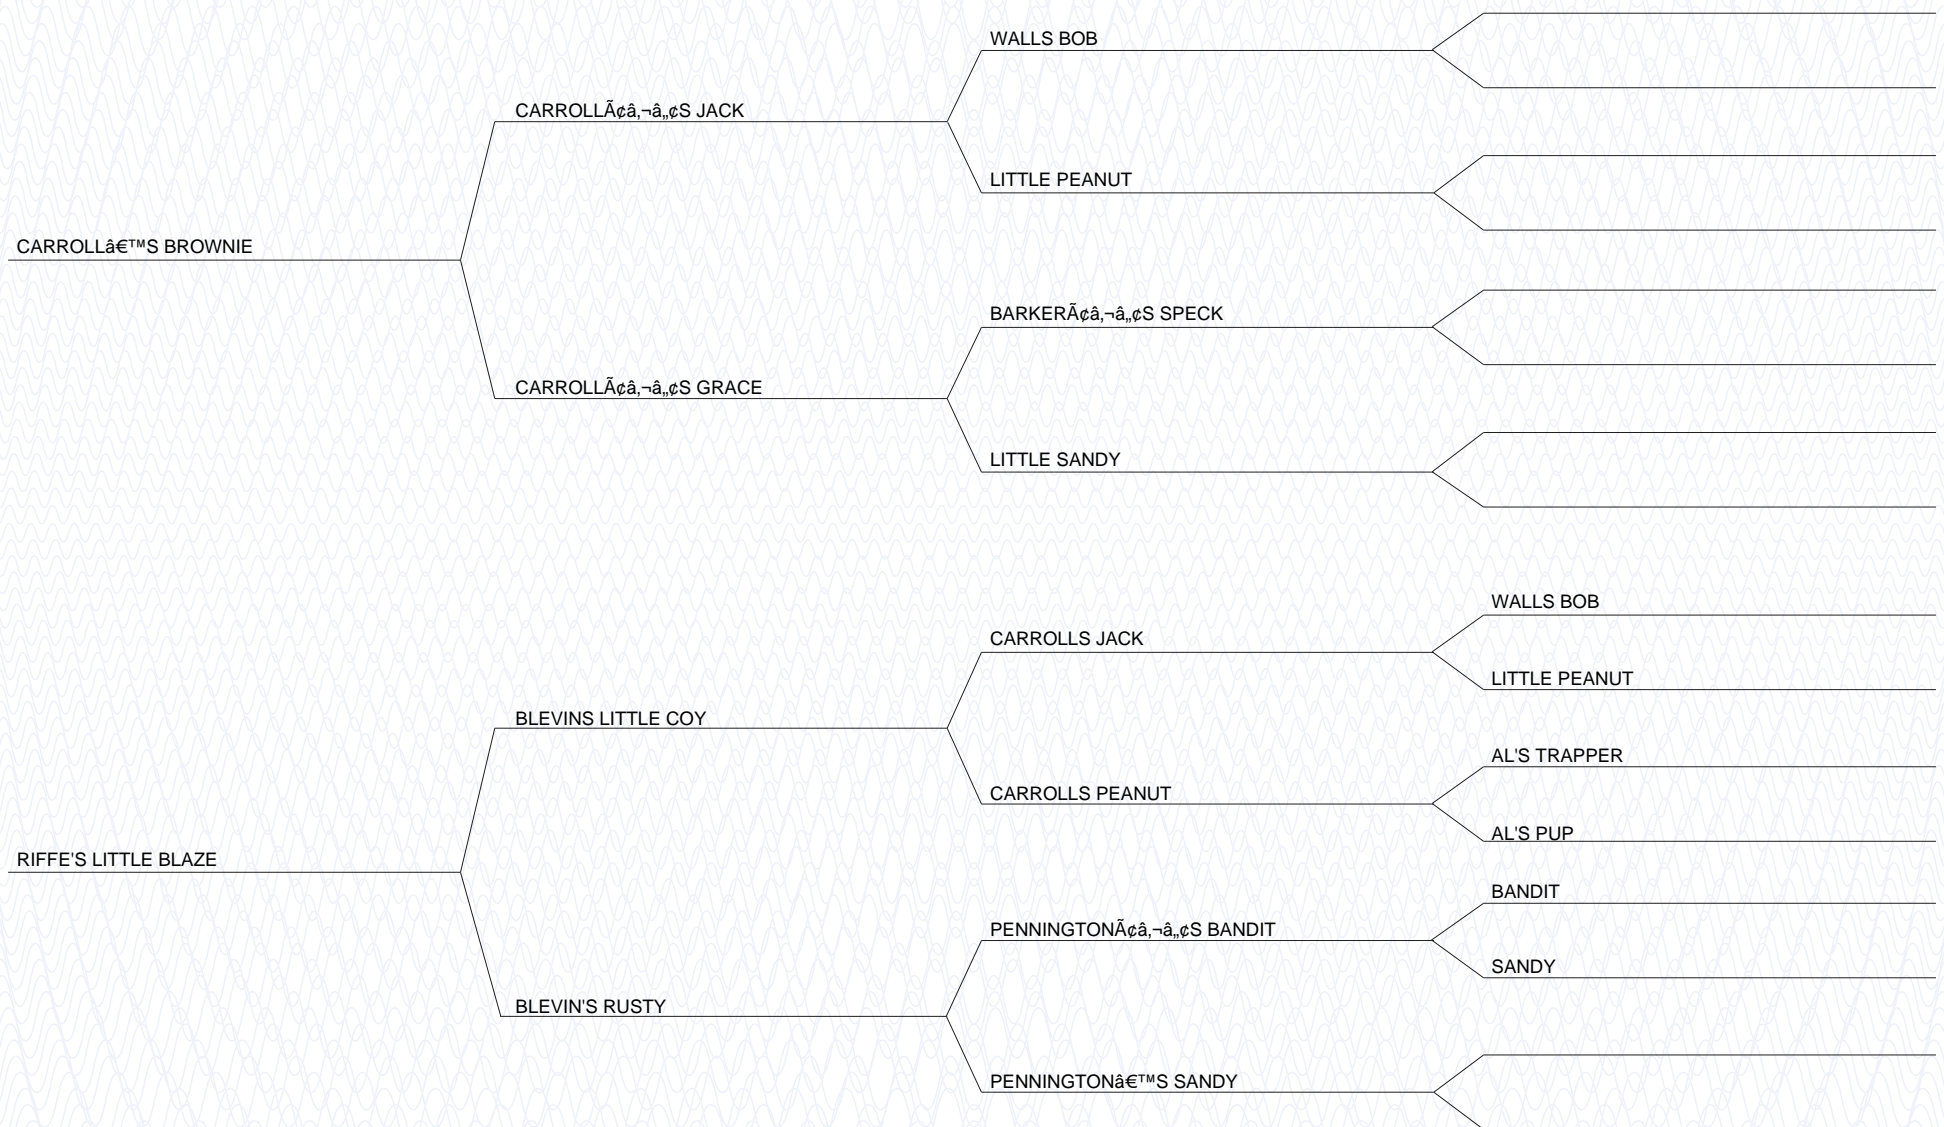 WALLS BOB
CARROLLÃ¢â‚¬â„¢S JACK
LITTLE PEANUT
CARROLLâ€™S BROWNIE
BARKERÃ¢â‚¬â„¢S SPECK
CARROLLÃ¢â‚¬â„¢S GRACE
LITTLE SANDY
WALLS BOB
CARROLLS JACK
LITTLE PEANUT
BLEVINS LITTLE COY
AL'S TRAPPER
CARROLLS PEANUT
AL'S PUP
RIFFE'S LITTLE BLAZE
BANDIT
PENNINGTONÃ¢â‚¬â„¢S BANDIT
SANDY
BLEVIN'S RUSTY
PENNINGTONâ€™S SANDY